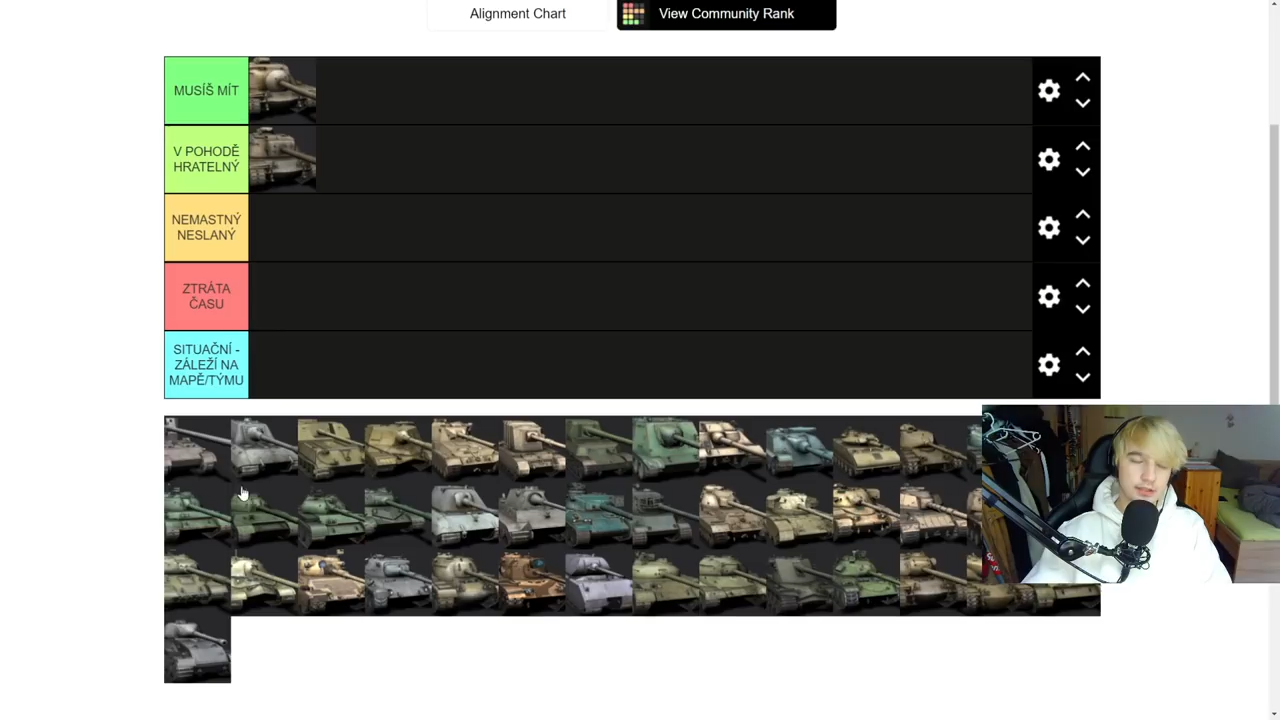 Alignment Chart
View Community Rank
MUSÍŠ MÍT
V POHODĚ
HRATELNÝ
NEMASTNÝ
NESLANÝ
ZTRÁTA
ČASU
SITUAČNÍ -
ZÁLEŽÍ NA
MAPĚ/TÝMU